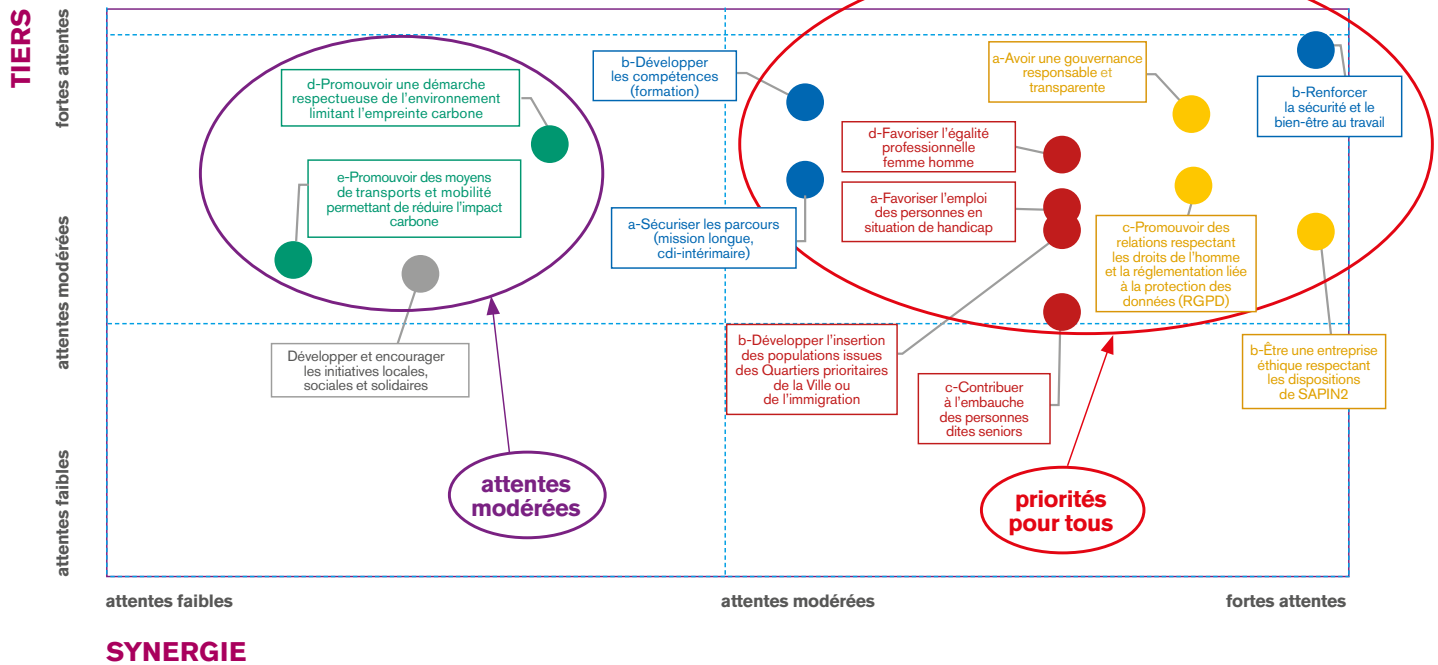 TIERS
fortes attentes
attentes modérées
attentes faibles
d-Promouvoir une démarche
respectueuse de l'environnement
limitant l'empreinte carbone
e-Promouvoir des moyens
de transports et mobilité
permettant de réduire l'impact
carbone
Développer et encourager
les initiatives locales,
sociales et solidaires
attentes
modérées
b-Développer
les compétences
(formation)
a-Sécuriser les parcours
(mission longue,
cdi-intérimaire)
a-Avoir une gouvernance
responsable et
transparente
b-Renforcer
la sécurité et le
bien-être au travail
d-Favoriser l'égalité
professionnelle
femme homme
a-Favoriser l'emploi
des personnes en
situation de handicap
c-Promouvoir des
relations respectant
les droits de l'homme
et la réglementation liée
à la protection des
données (RGPD)
b-Développer l'insertion
des populations issues
des Quartiers prioritaires
de la Ville ou
de l'immigration
c-Contribuer
à l'embauche
des personnes
dites seniors
b-Être une entreprise
éthique respectant
les dispositions
de SAPIN2
priorités
pour tous
attentes faibles
attentes modérées
fortes attentes
SYNERGIE